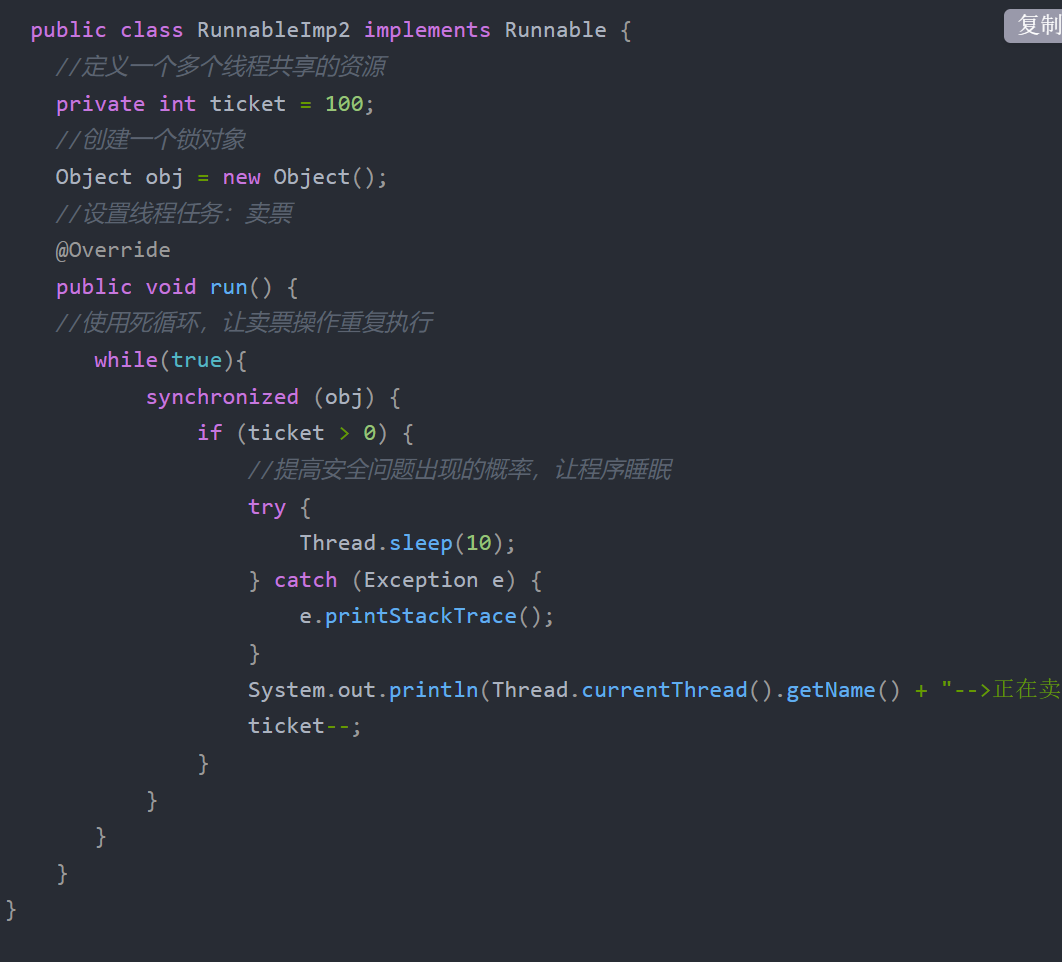 public class RunnableImp2 implements Runnable {
复制
//定义一个多个线程共享的资源
private int ticket = 100;
//创建一个锁对象
Object obj = new Object();
//设置线程任务：卖票
@Override
public void run() {
//使用死循环，让卖票操作重复执行
while(true){
synchronized (obj) {
if (ticket > 0) {
//提高安全问题出现的概率，让程序睡眠
try {
Thread.sleep(10);
} catch (Exception e) {
e.printStackTrace();
}
System.out.println(Thread.currentThread().getName() + "-->正在卖
ticket--;
}
}
}
}
}